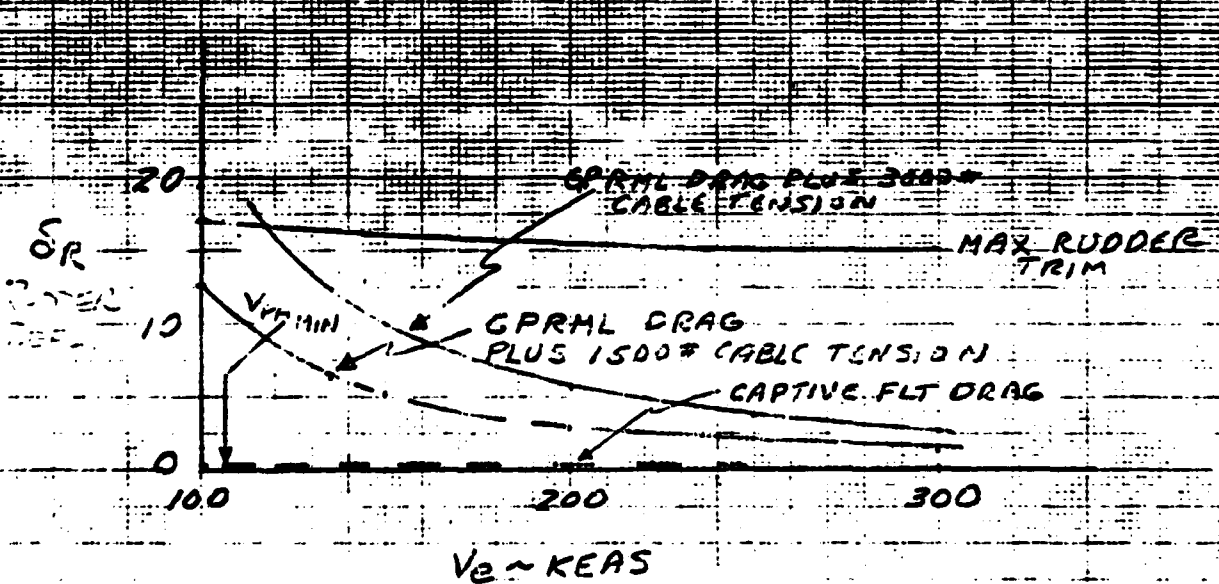 20
GPRML DRAG PLUS 3000#
CABLE TENSION
δR
MAX RUDDER
TRIM
10
GPRML DRAG
PLUS 1500# CABLE TENSION
CAPTIVE FLT DRAG
0
100
200
300
Ve ~ KEAS